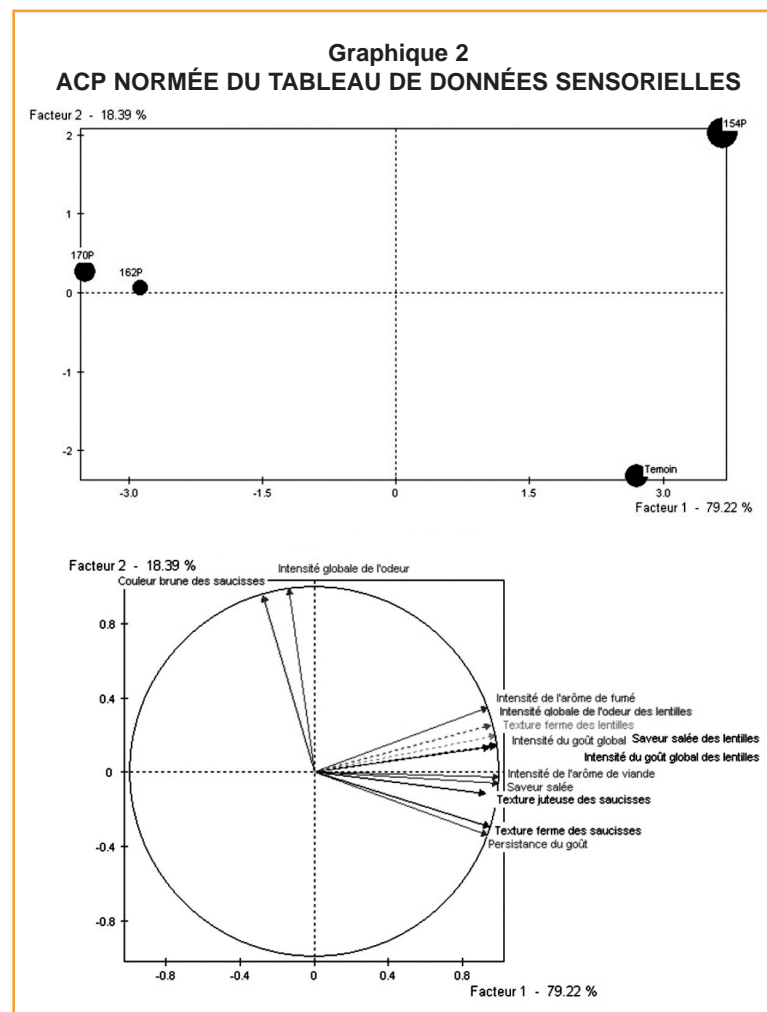 Graphique 2
ACP NORMÉE DU TABLEAU DE DONNÉES SENSORIELLES
Facteur 2 - 18.39 %
2
154P
1
170P
162P
0
-1
-2
Temoin
-3.0 -1.5 0 1.5 3.0
Facteur 1 - 79.22 %
Facteur 2 - 18.39 %
Intensité globale de l'odeur
Couleur brune des saucisses
0.8
0.4
Intensité de l'arôme de fumé
Intensité globale de l'odeur des lentilles
Texture ferme des lentilles
Intensité du goût global Saveur salée des lentilles
Intensité du goût global des lentilles
0
Intensité de l'arôme de viande
Saveur salée
Texture juteuse des saucisses
Texture ferme des saucisses
Persistance du goût
-0.4
-0.8
-0.8 -0.4 0 0.4 0.8
Facteur 1 - 79.22 %